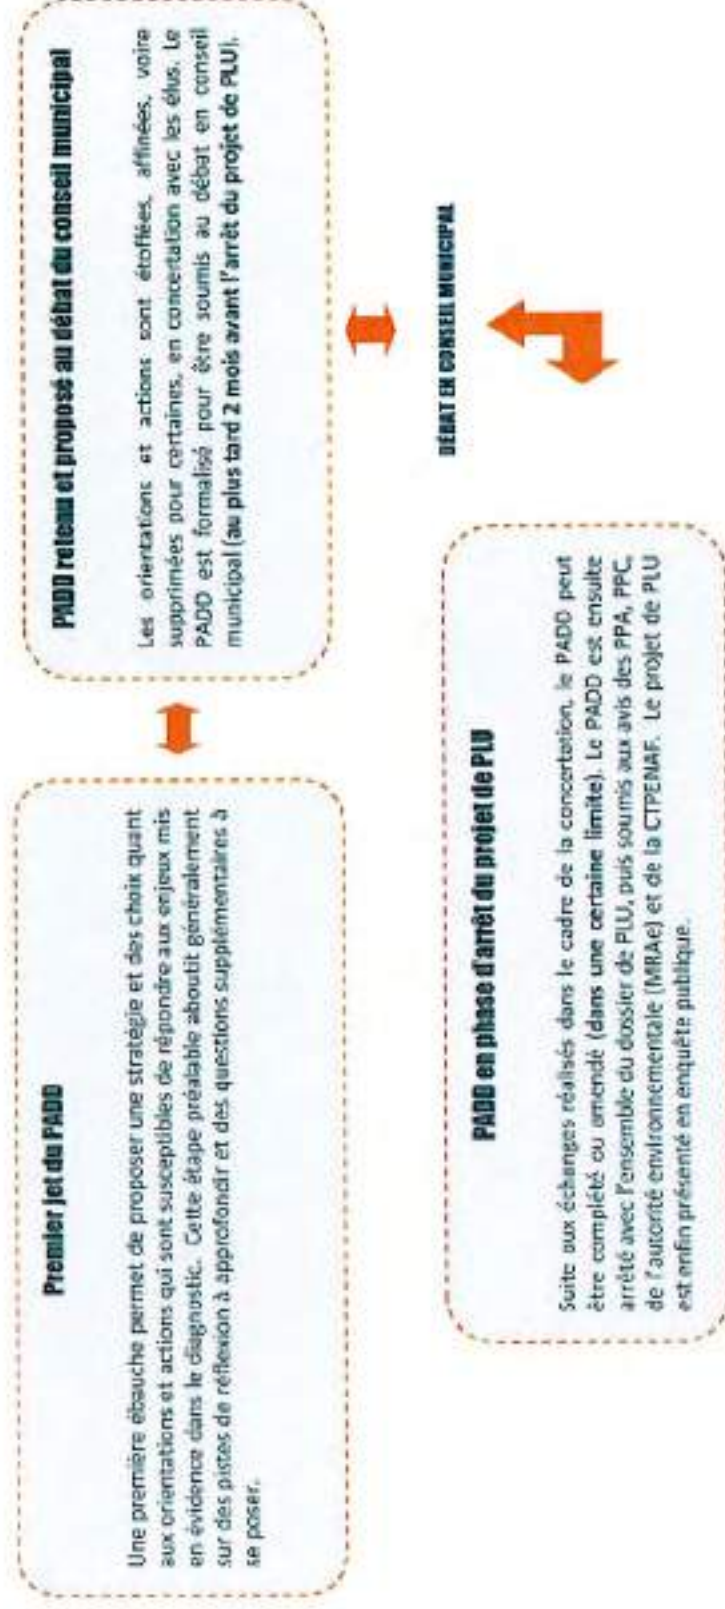 Premier jet du PADD
Une première ébauche permet de proposer une stratégie et des choix quant
aux orientations et actions qui sont susceptibles de répondre aux enjeux mis
en évidence dans le diagnostic. Cette étape préalable aboutit généralement
sur des pistes de réflexion à approfondir et des questions supplémentaires à
se poser.
PADD retenu et proposé au débat du conseil municipal
Les orientations et actions sont étoffées, affinées, voire
supprimées pour certaines, en concertation avec les élus. Le
PADD est formalisé pour être soumis au débat en conseil
municipal (au plus tard 2 mois avant l'arrêt du projet de PLU).
DÉBAT EN CONSEIL MUNICIPAL
PADD en phase d'arrêt du projet de PLU
Suite aux échanges réalisés dans le cadre de la concertation, le PADD peut
être complété ou amendé (dans une certaine limite). Le PADD est ensuite
arrêté avec l'ensemble du dossier de PLU, puis soumis aux avis des PPA, PPC,
de l'autorité environnementale (MRAe) et de la CTPENAF. Le projet de PLU
est enfin présenté en enquête publique.